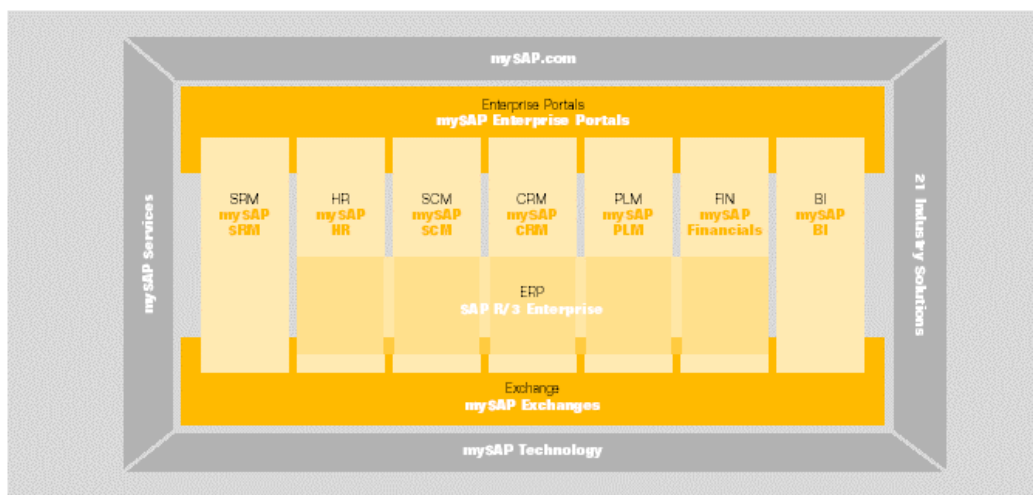 mySAP.com
Enterprise Portals
mySAP Enterprise Portals
SRM
mySAP
SRM
HR
mySAP
HR
SCM
mySAP
SCM
CRM
mySAP
CRM
PLM
mySAP
PLM
FIN
mySAP
Financials
BI
mySAP
BI
mySAP Services
21 Industry Solutions
ERP
SAP R/3 Enterprise
Exchange
mySAP Exchanges
mySAP Technology